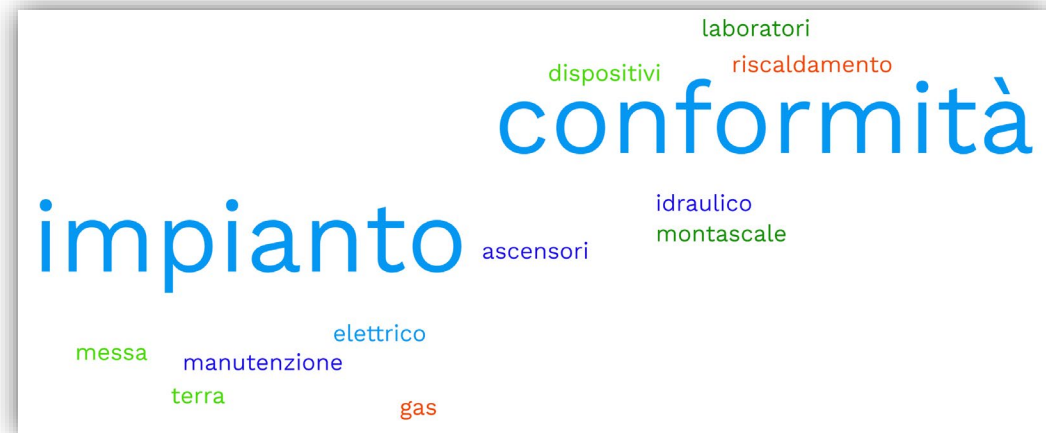 laboratori
riscaldamento
dispositivi
conformità
idraulico
impianto
montascale
ascensori
elettrico
messa
manutenzione
terra
gas